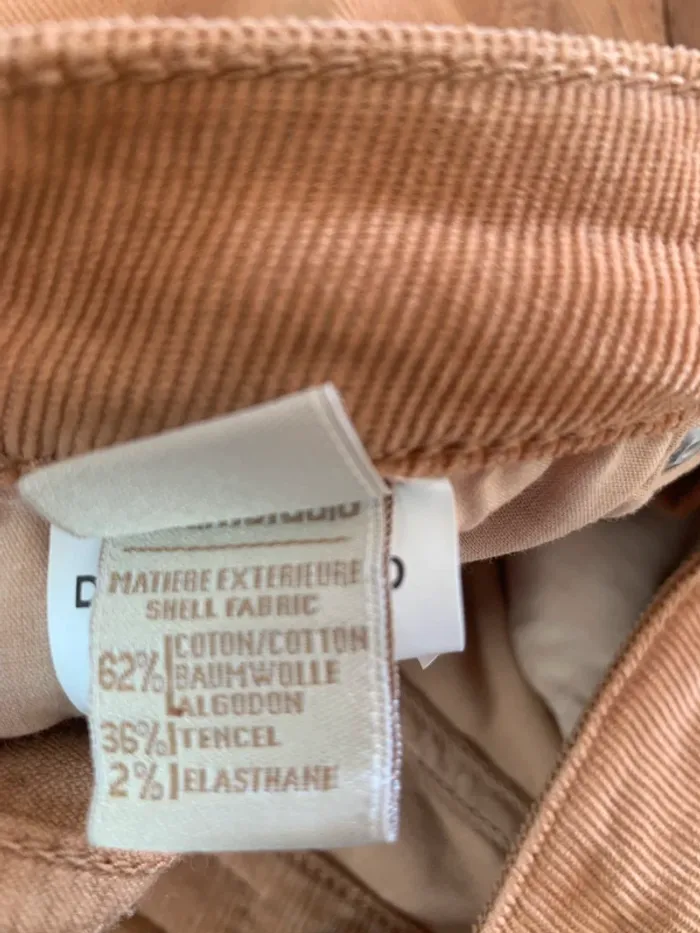 MATIERE EXTERIEURE
SHELL FABRIC
62% COTON/COTTON
BAUMWOLLE
ALGODON
36% TENCEL
2% ELASTHANE
D
O